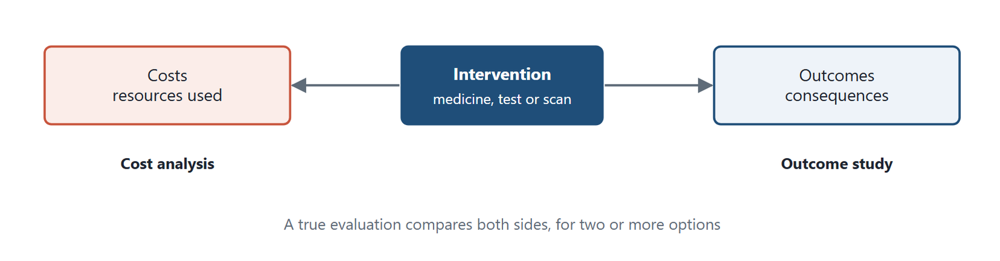 Costs
resources used
Intervention
medicine, test or scan
Outcomes
consequences
Cost analysis
Outcome study
A true evaluation compares both sides, for two or more options